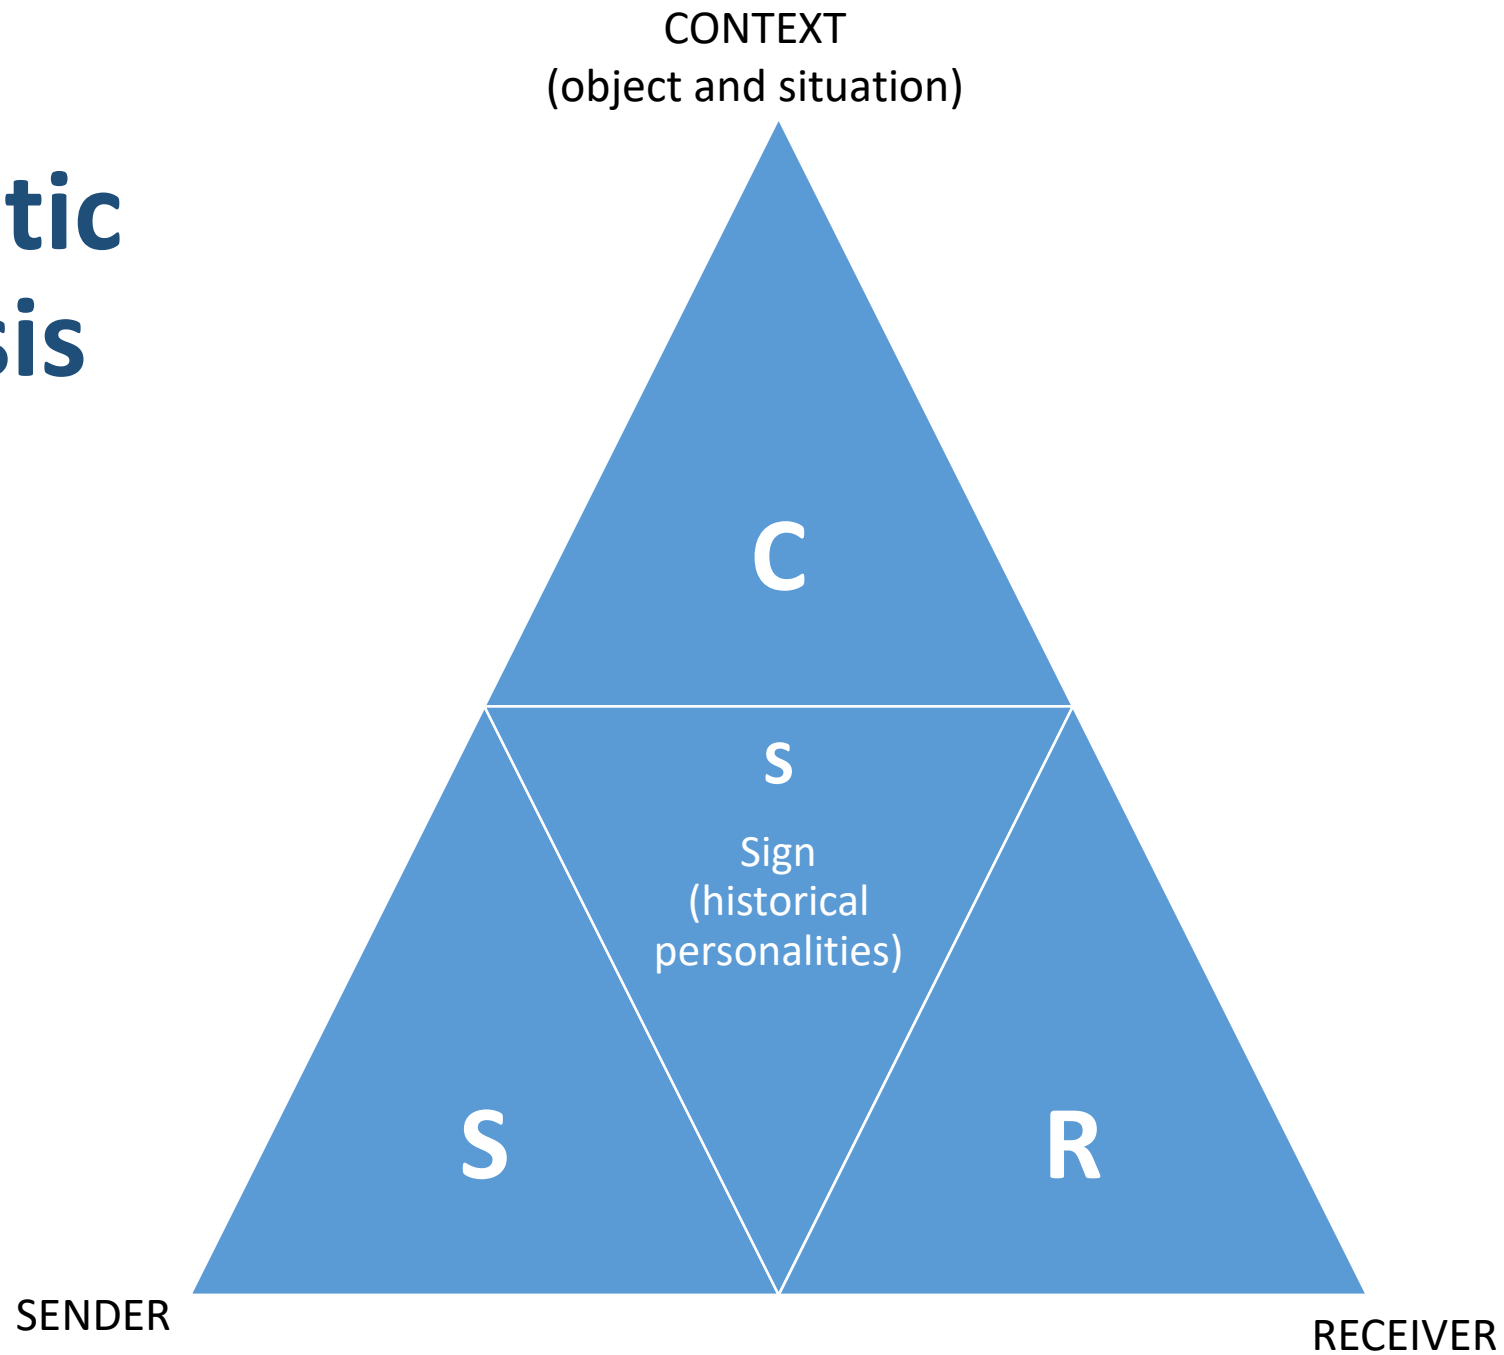 CONTEXT
(object and situation)
tic
sis
C
S
Sign
(historical
personalities)
S
R
SENDER
RECEIVER